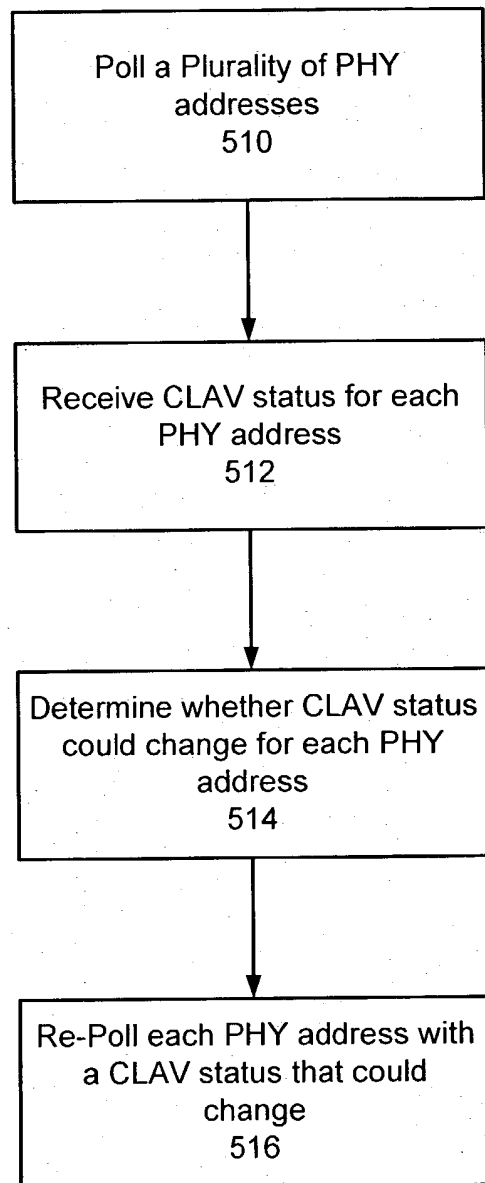 Poll a Plurality of PHY
addresses
510
Receive CLAV status for each
PHY address
512
Determine whether CLAV status
could change for each PHY
address
514
Re-Poll each PHY address with
a CLAV status that could
change
516